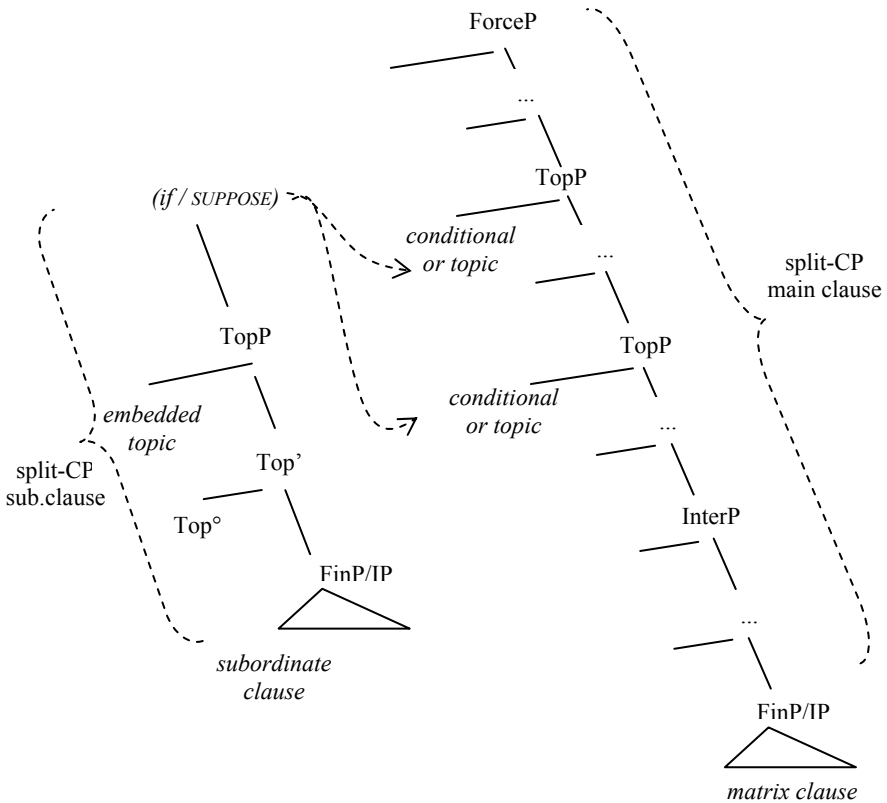 ForceP
...
TopP
(if / SUPPOSE)
conditional
or topic
...
split-CP
main clause
TopP
TopP
embedded
topic
conditional
or topic
...
split-CP
sub.clause
Top’
Top°
InterP
FinP/IP
...
subordinate
clause
FinP/IP
matrix clause